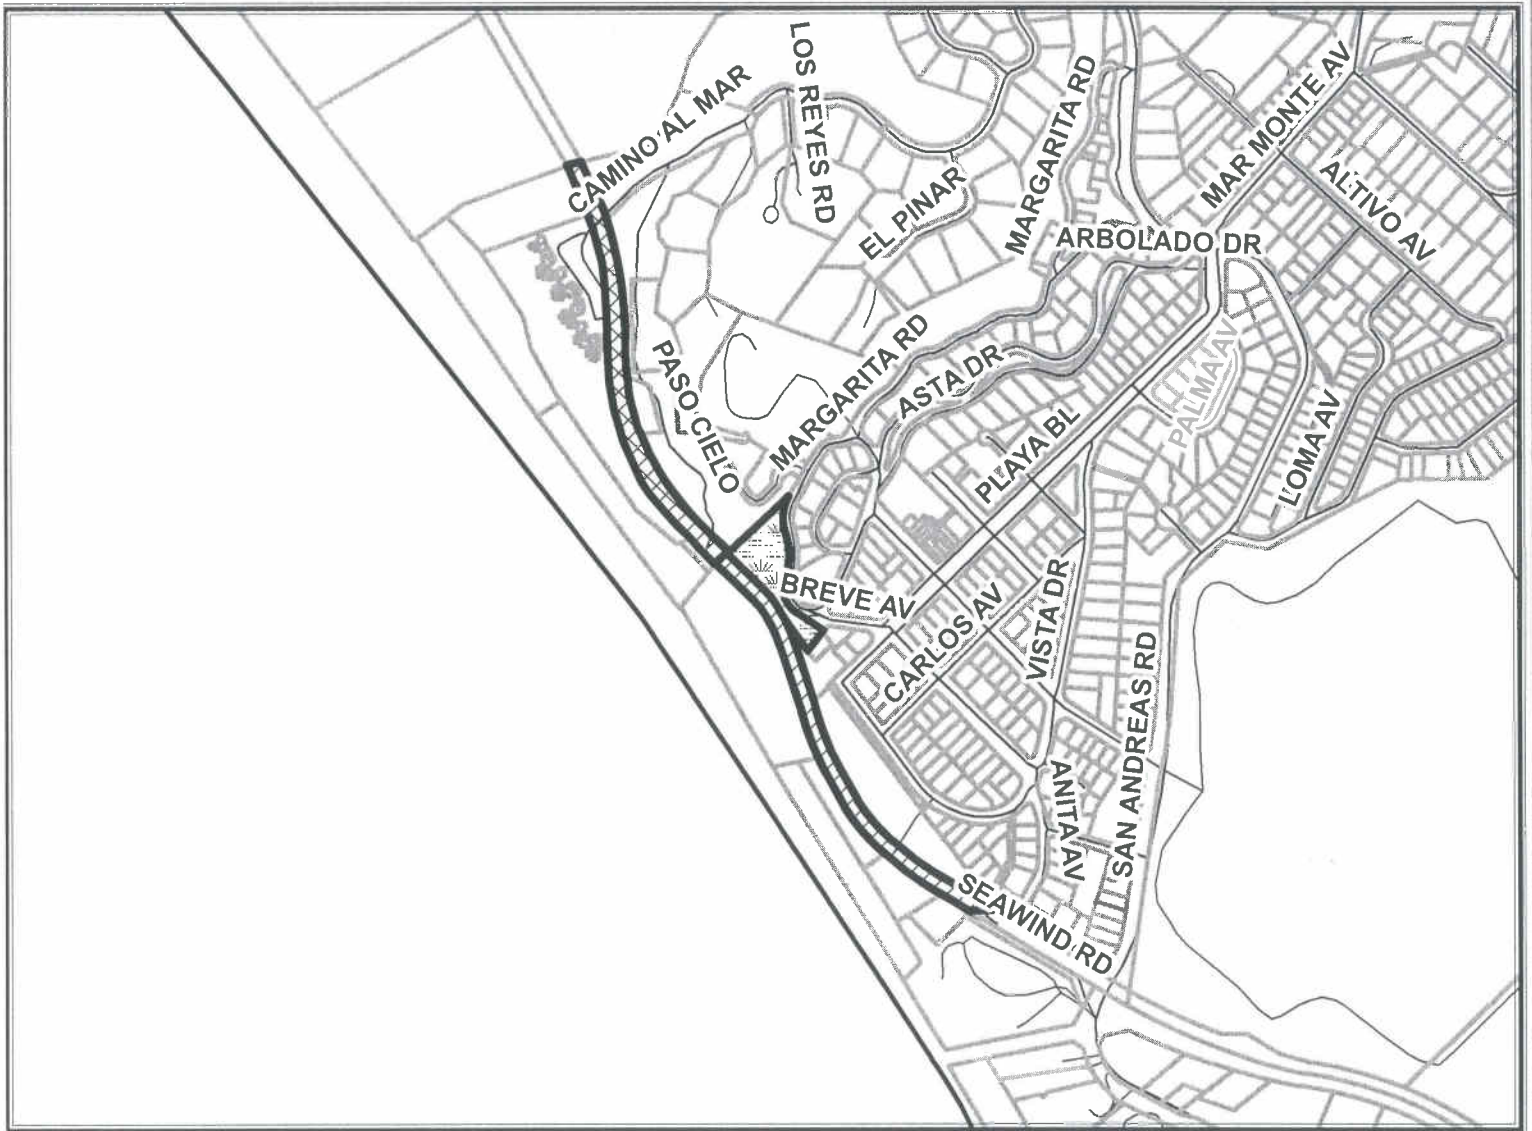 LOS REYES RD
CAMINO AL MAR
MARGARITA RD
MAR MONTE AV
ALTIVO AV
EL PINAR
ARBOLADO DR
PASO CIELO
MARGARITA RD
ASTA DR
PALMA AV
LOMA AV
PLAYA BL
BREVE AV
CARLOS AV
VISTA DR
SAN ANDREAS RD
ANITA AV
SEAWIND RD